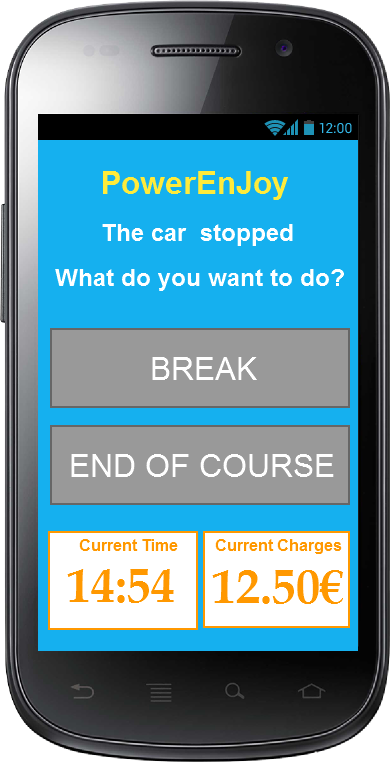 12:00
PowerEnJoy
The car stopped
What do you want to do?
BREAK
END OF COURSE
Current Time
14:54
Current Charges
12.50€